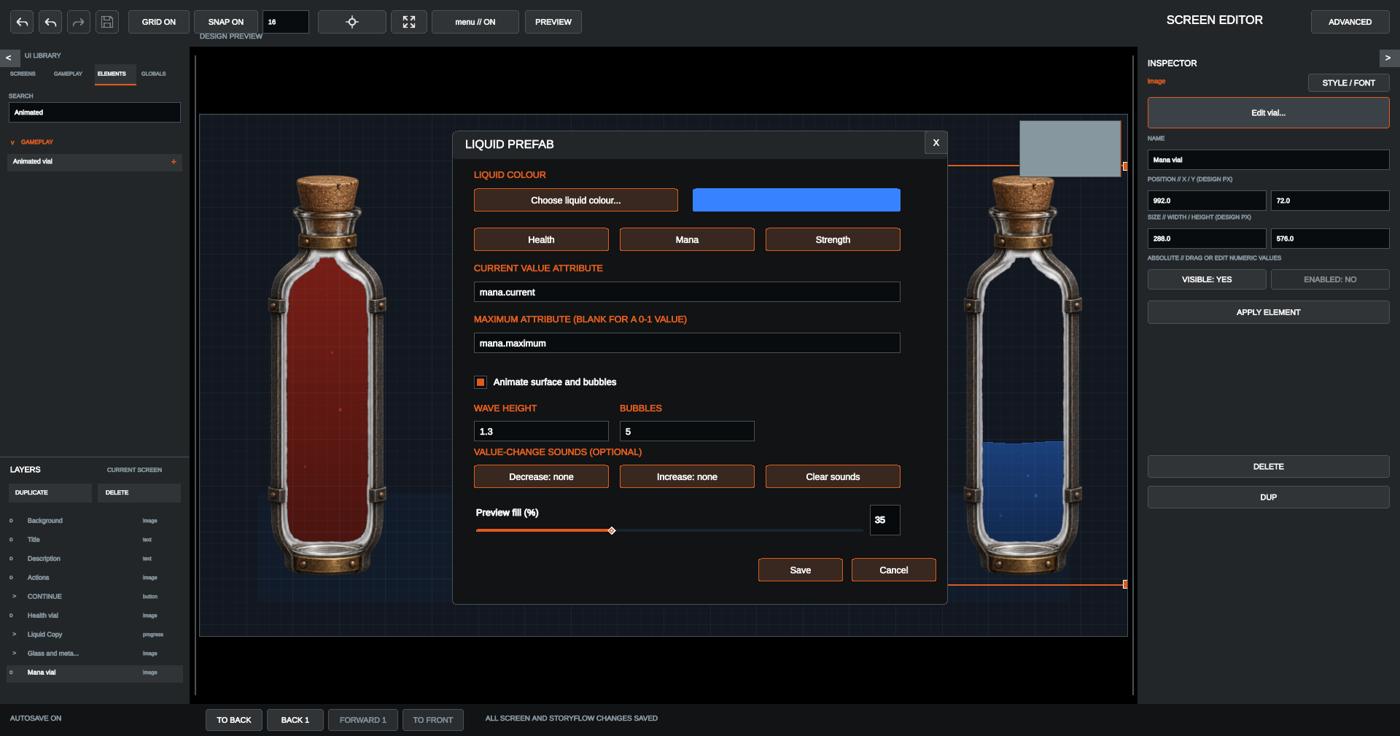 GRID ON
SNAP ON
16
menu // ON
PREVIEW
SCREEN EDITOR
ADVANCED
DESIGN PREVIEW
<
UI LIBRARY
SCREENS
GAMEPLAY
ELEMENTS
GLOBALS
SEARCH
Animated
v GAMEPLAY
Animated vial +
LAYERS
CURRENT SCREEN
DUPLICATE
DELETE
o Background image
o Title text
o Description text
o Actions image
> CONTINUE button
o Health vial image
> Liquid Copy progress
> Glass and meta... image
o Mana vial image
LIQUID PREFAB
X
LIQUID COLOUR
Choose liquid colour...
Health
Mana
Strength
CURRENT VALUE ATTRIBUTE
mana.current
MAXIMUM ATTRIBUTE (BLANK FOR A 0-1 VALUE)
mana.maximum
Animate surface and bubbles
WAVE HEIGHT
BUBBLES
1.3
5
VALUE-CHANGE SOUNDS (OPTIONAL)
Decrease: none
Increase: none
Clear sounds
Preview fill (%)
35
Save
Cancel
>
INSPECTOR
Image
STYLE / FONT
Edit vial...
NAME
Mana vial
POSITION // X / Y (DESIGN PX)
992.0
72.0
SIZE // WIDTH / HEIGHT (DESIGN PX)
288.0
576.0
ABSOLUTE // DRAG OR EDIT NUMERIC VALUES
VISIBLE: YES
ENABLED: NO
APPLY ELEMENT
DELETE
DUP
AUTOSAVE ON
TO BACK
BACK 1
FORWARD 1
TO FRONT
ALL SCREEN AND STORYFLOW CHANGES SAVED